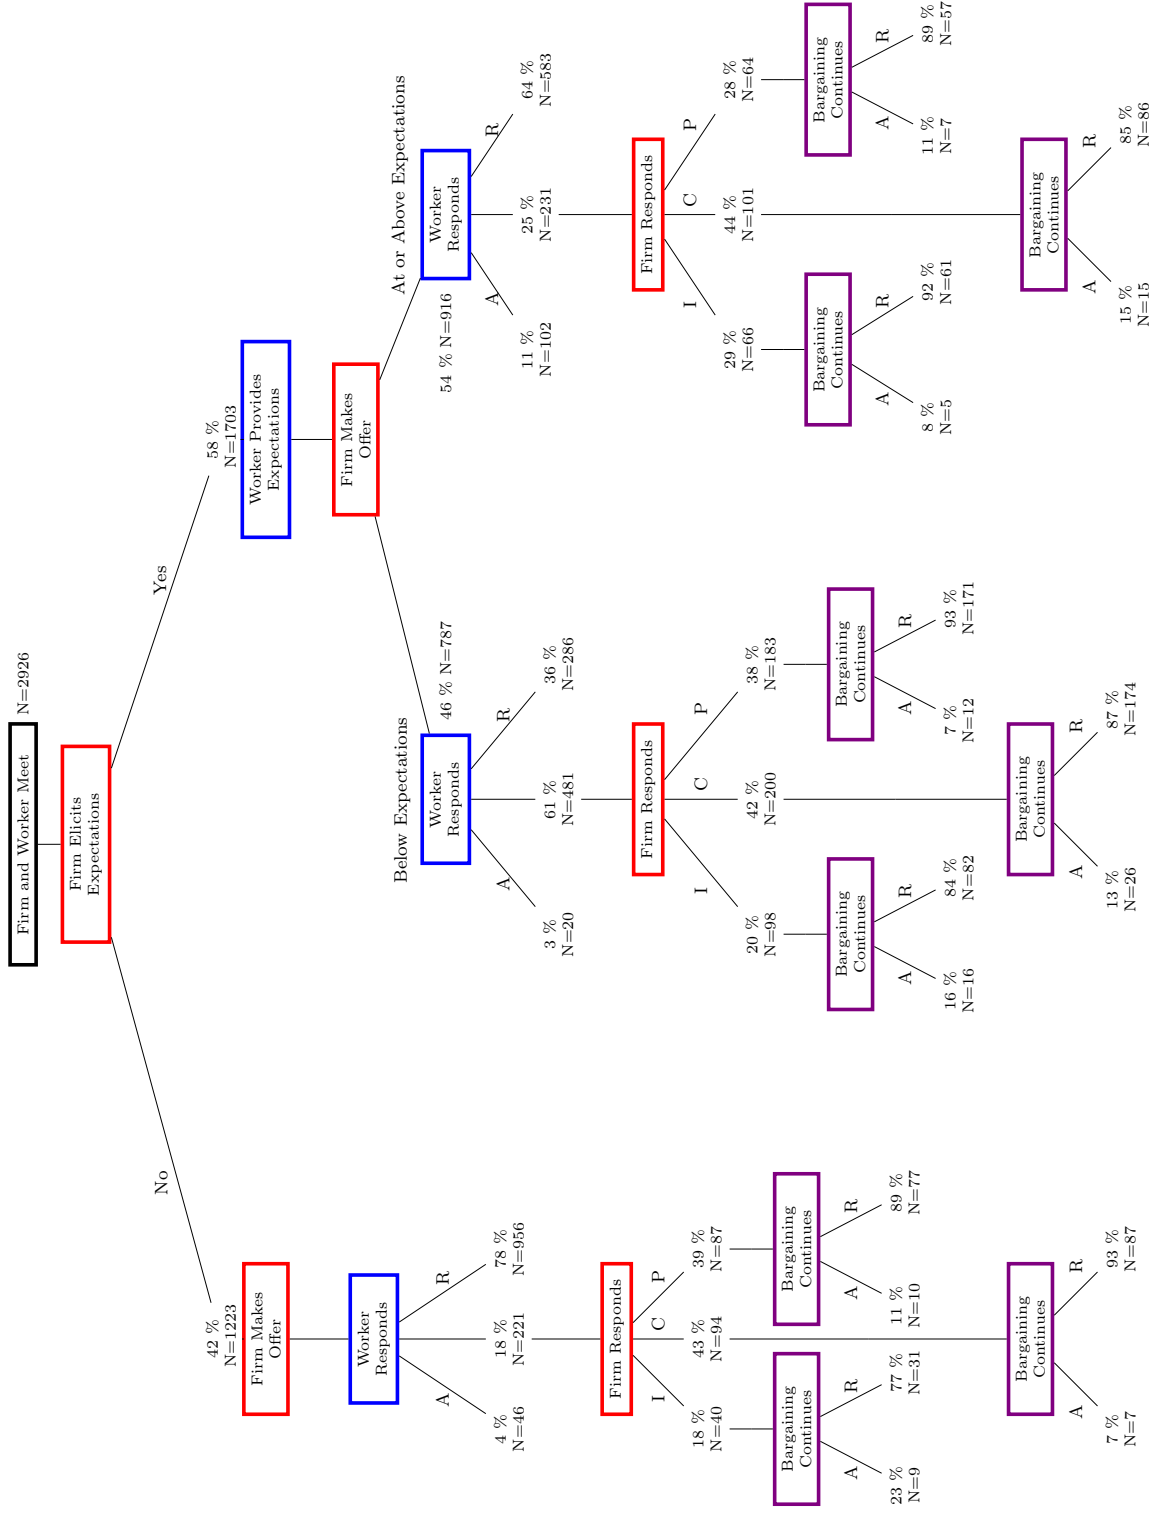 Firm and Worker Meet
N=2926
Firm Elicits
Expectations
No
Yes
42 %
N=1223
58 %
N=1703
Firm Makes
Offer
Worker Provides
Expectations
Firm Makes
Offer
Below Expectations
46 % N=787
At or Above Expectations
54 % N=916
Worker
Responds
A
R
4 %
N=46
18 %
N=221
78 %
N=956
Firm Responds
I
C
P
18 %
N=40
43 %
N=94
39 %
N=87
Bargaining
Continues
A
R
23 %
N=9
77 %
N=31
Bargaining
Continues
A
R
11 %
N=10
89 %
N=77
Bargaining
Continues
A
R
7 %
N=7
93 %
N=87
Worker
Responds
A
R
3 %
N=20
61 %
N=481
36 %
N=286
Firm Responds
I
C
P
20 %
N=98
42 %
N=200
38 %
N=183
Bargaining
Continues
A
R
16 %
N=16
84 %
N=82
Bargaining
Continues
A
R
7 %
N=12
93 %
N=171
Bargaining
Continues
A
R
13 %
N=26
87 %
N=174
Worker
Responds
A
R
11 %
N=102
25 %
N=231
64 %
N=583
Firm Responds
I
C
P
29 %
N=66
44 %
N=101
28 %
N=64
Bargaining
Continues
A
R
8 %
N=5
92 %
N=61
Bargaining
Continues
A
R
11 %
N=7
89 %
N=57
Bargaining
Continues
A
R
15 %
N=15
85 %
N=86